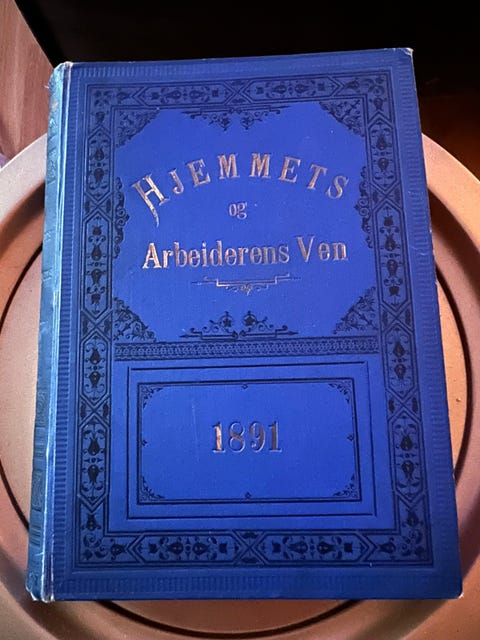 HJEMMETS
og
Arbeiderens Ven
1891